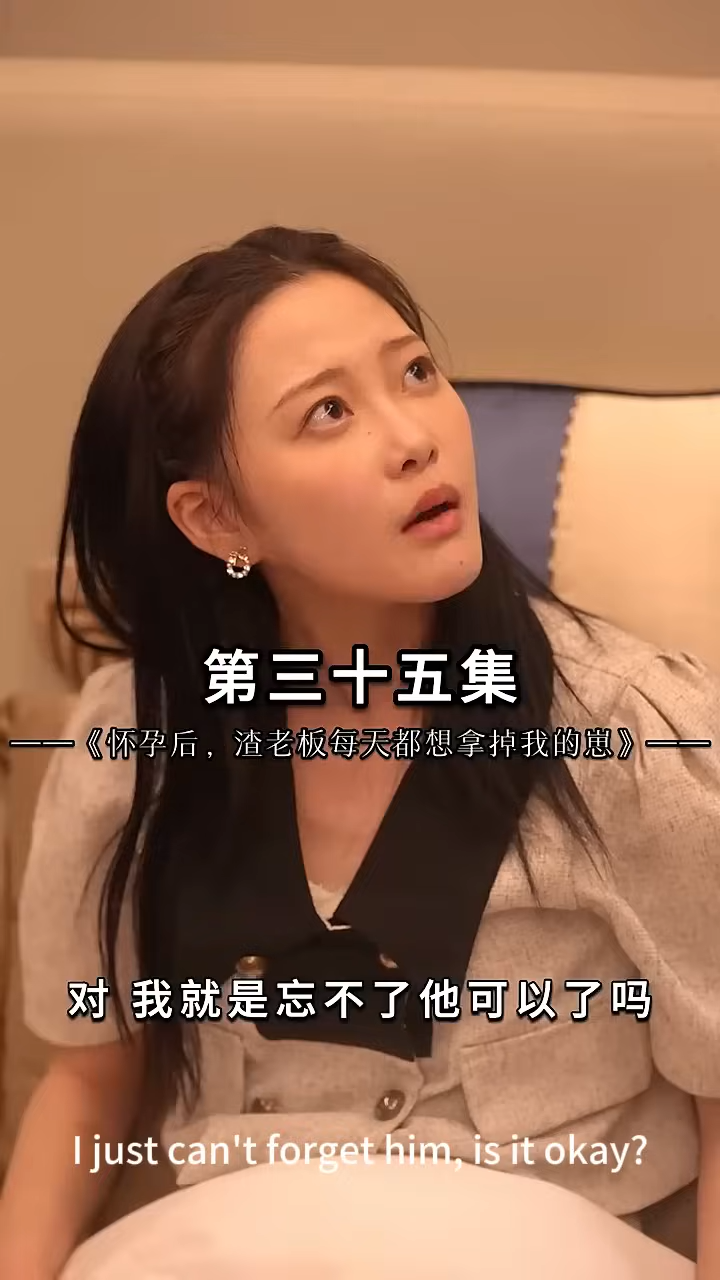 第三十五集
——《怀孕后，渣老板每天都想拿掉我的崽》——
对 我就是忘不了他可以了吗
I just can't forget him, is it okay?